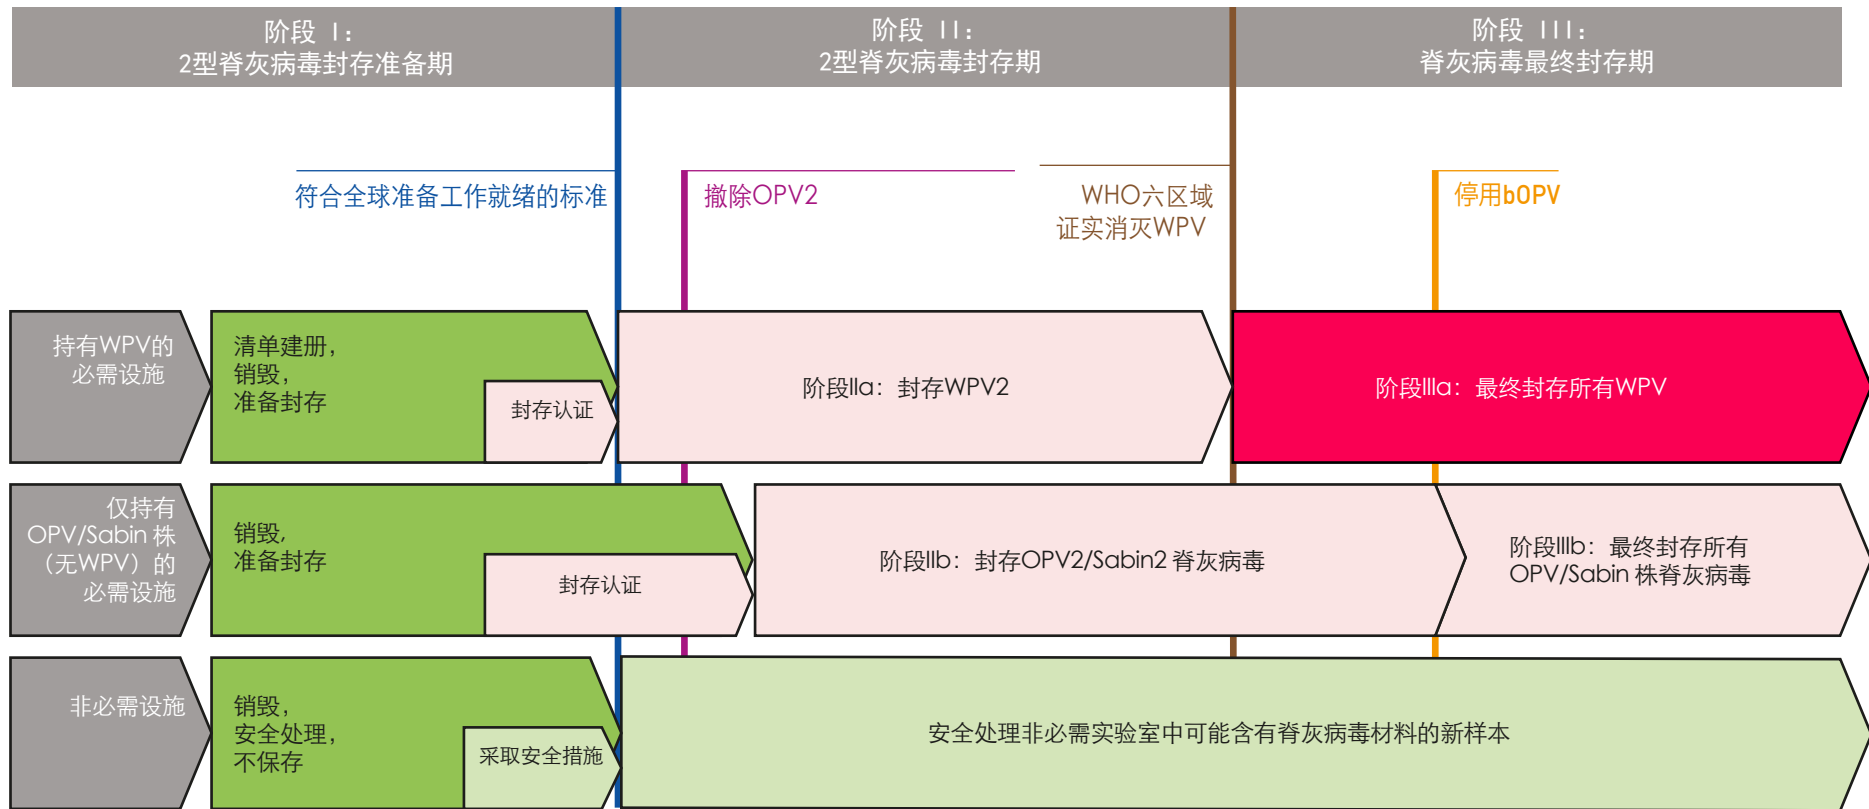 阶段 I：
2型脊灰病毒封存准备期
阶段 II：
2型脊灰病毒封存期
阶段 III：
脊灰病毒最终封存期
符合全球准备工作就绪的标准
撤除OPV2
WHO六区域
证实消灭WPV
停用bOPV
持有WPV的
必需设施
清单建册，
销毁，
准备封存
封存认证
阶段IIa：封存WPV2
阶段IIIa：最终封存所有WPV
仅持有
OPV/Sabin 株
（无WPV）的
必需设施
销毁，
准备封存
封存认证
阶段IIb：封存OPV2/Sabin2 脊灰病毒
阶段IIIb：最终封存所有
OPV/Sabin 株脊灰病毒
非必需设施
销毁，
安全处理，
不保存
采取安全措施
安全处理非必需实验室中可能含有脊灰病毒材料的新样本